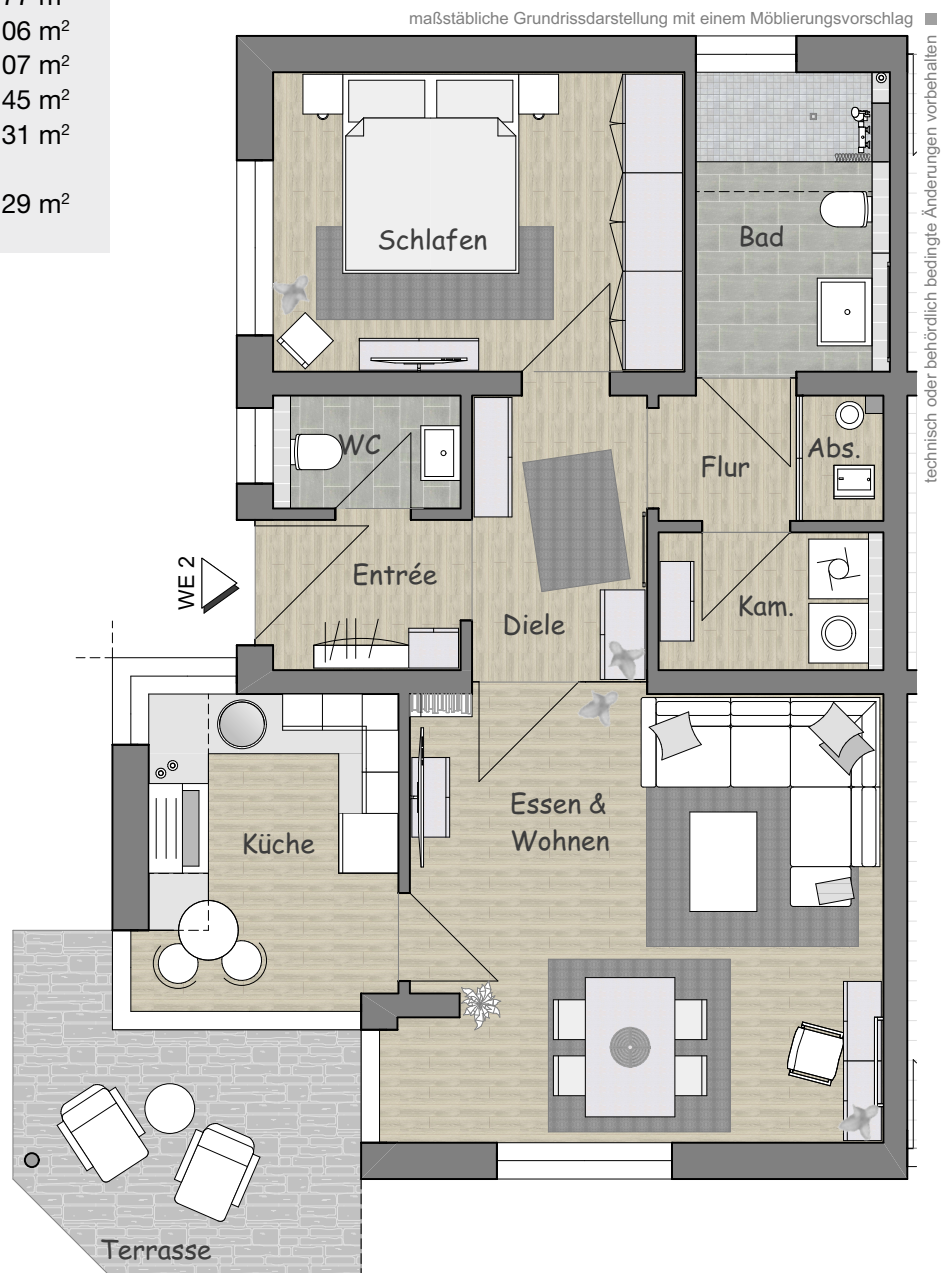 maßstäbliche Grundrissdarstellung mit einem Möblierungsvorschlag
technisch oder behördlich bedingte Änderungen vorbehalten
06 m²
07 m²
45 m²
31 m²
29 m²
Schlafen
Bad
WC
Flur
Abs.
Entrée
WE 2
Diele
Kam.
Küche
Essen &
Wohnen
Terrasse